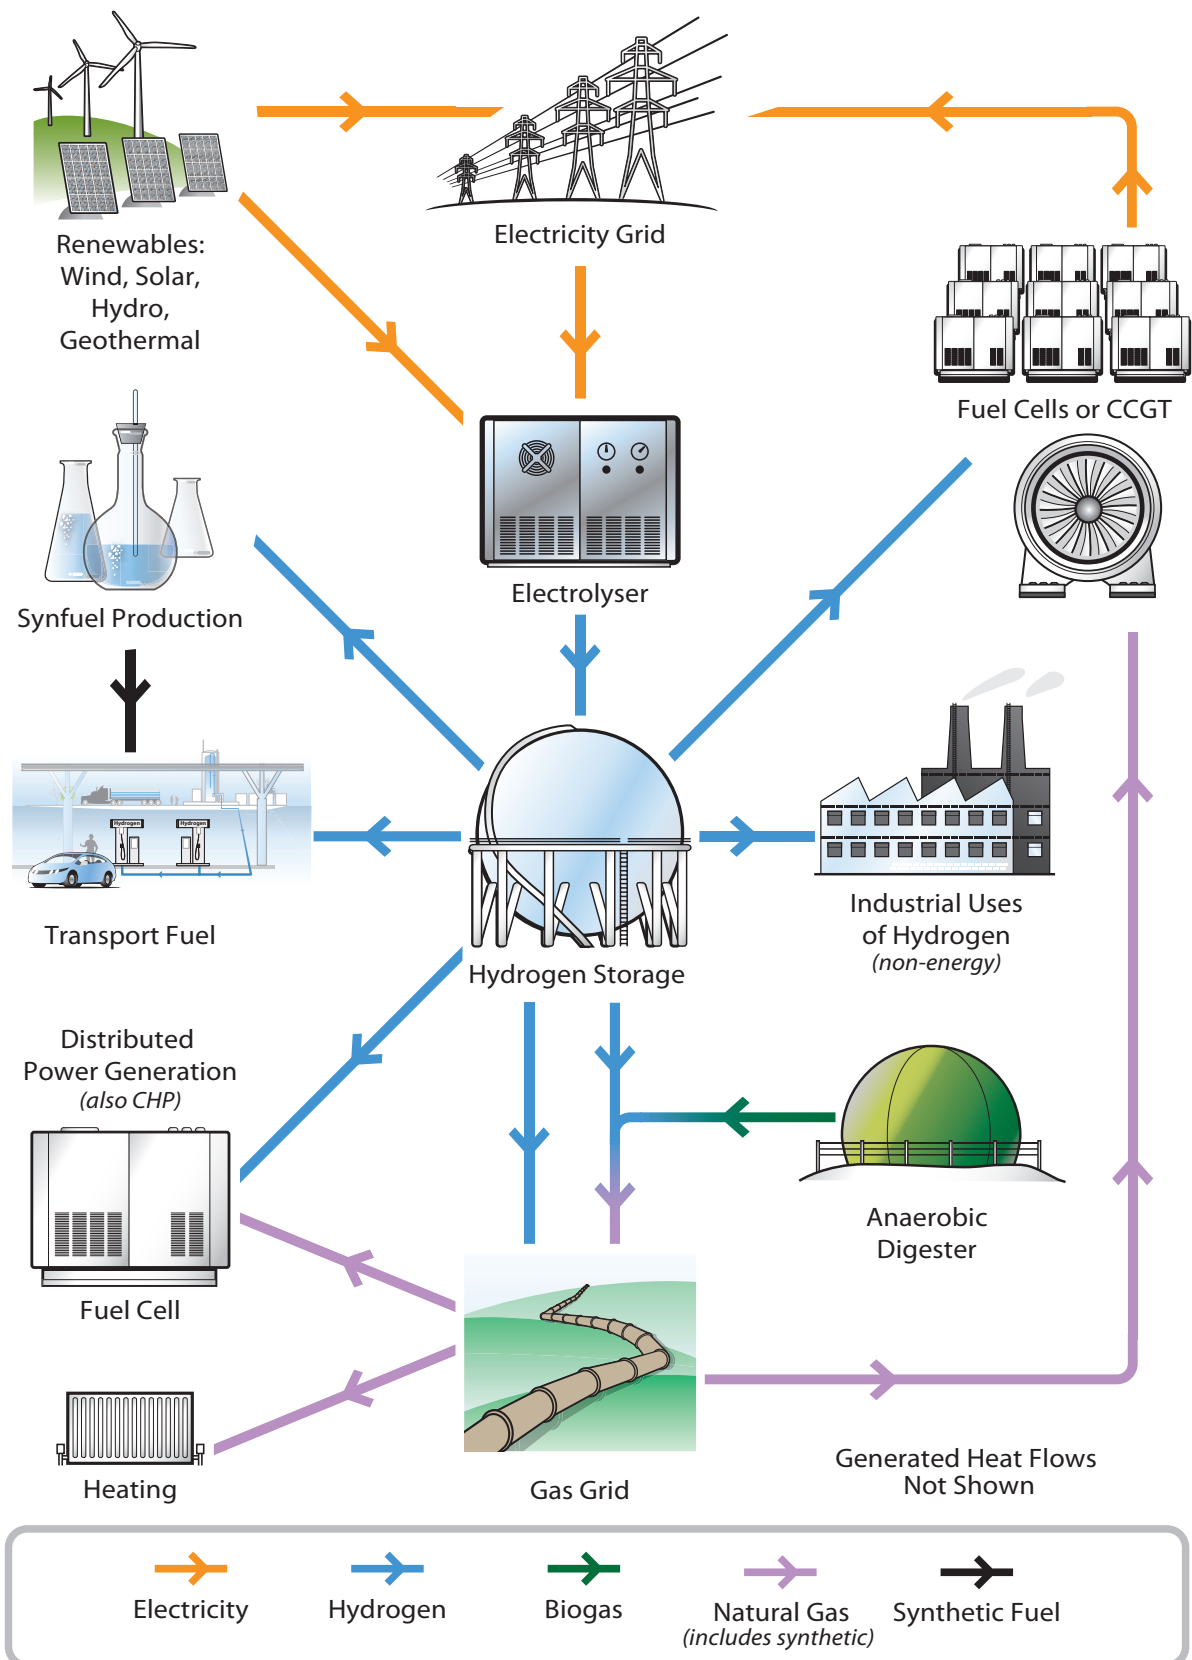 Renewables:
Wind, Solar,
Hydro,
Geothermal
Electricity Grid
Fuel Cells or CCGT
Electrolyser
Synfuel Production
Hydrogen
Hydrogen
Transport Fuel
Hydrogen Storage
Industrial Uses
of Hydrogen
(non-energy)
Distributed
Power Generation
(also CHP)
Fuel Cell
Anaerobic
Digester
Heating
Gas Grid
Generated Heat Flows
Not Shown
Electricity
Hydrogen
Biogas
Natural Gas
(includes synthetic)
Synthetic Fuel